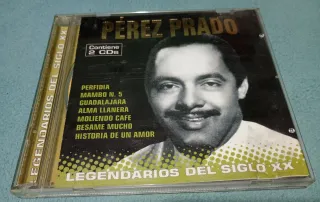 PÉREZ PRADO
Contiene
2 CDs
PERFIDIA
MAMBO N. 5
GUADALAJARA
ALMA LLANERA
MOLIENDO CAFE
BESAME MUCHO
HISTORIA DE UN AMOR
LEGENDARIOS DEL SIGLO XX
LEGENDARIOS DEL SIGLO XX